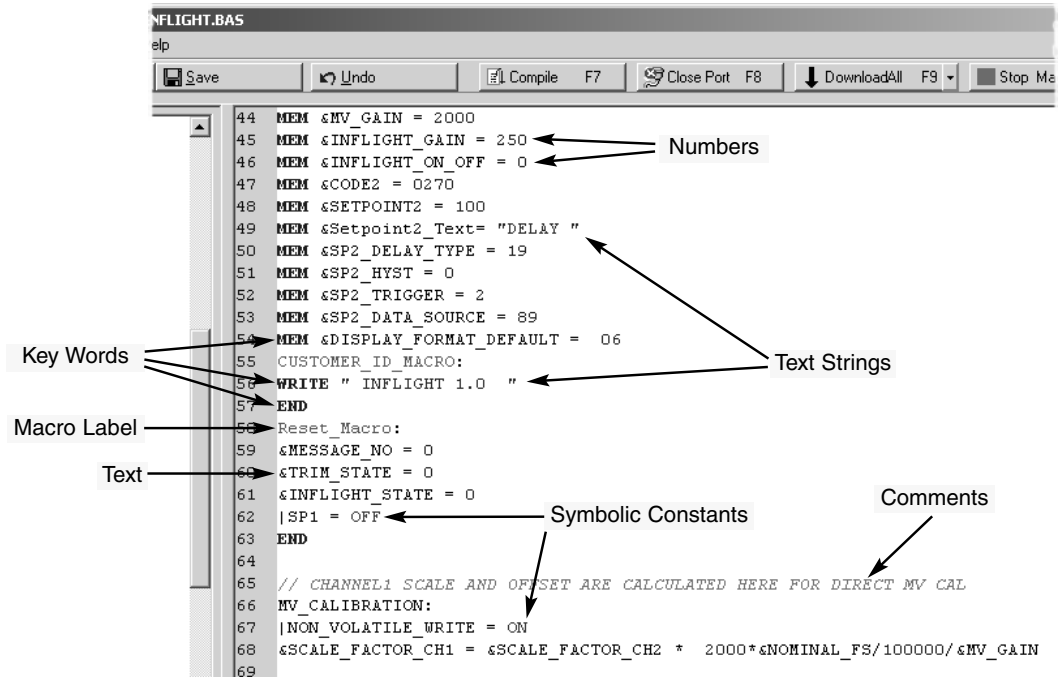 NFLIGHT.BAS
elp
Save Undo Compile F7 Close Port F8 DownloadAll F9 Stop Ma
44 MEM &MV_GAIN = 2000
45 MEM &INFLIGHT_GAIN = 250
46 MEM &INFLIGHT_ON_OFF = 0
Numbers
47 MEM &CODE2 = 0270
48 MEM &SETPOINT2 = 100
49 MEM &Setpoint2_Text= "DELAY "
50 MEM &SP2_DELAY_TYPE = 19
51 MEM &SP2_HYST = 0
52 MEM &SP2_TRIGGER = 2
53 MEM &SP2_DATA_SOURCE = 89
54 MEM &DISPLAY_FORMAT_DEFAULT = 06
Key Words
55 CUSTOMER_ID_MACRO:
Text Strings
56 WRITE " INFLIGHT 1.0 "
57 END
Macro Label
58 Reset_Macro:
59 &MESSAGE_NO = 0
Text
60 &TRIM_STATE = 0
61 &INFLIGHT_STATE = 0
Comments
62 |SP1 = OFF
Symbolic Constants
63 END
64
65 // CHANNEL1 SCALE AND OFFSET ARE CALCULATED HERE FOR DIRECT MV CAL
66 MV_CALIBRATION:
67 |NON_VOLATILE_WRITE = ON
68 &SCALE_FACTOR_CH1 = &SCALE_FACTOR_CH2 * 2000*&NOMINAL_FS/100000/&MV_GAIN
69